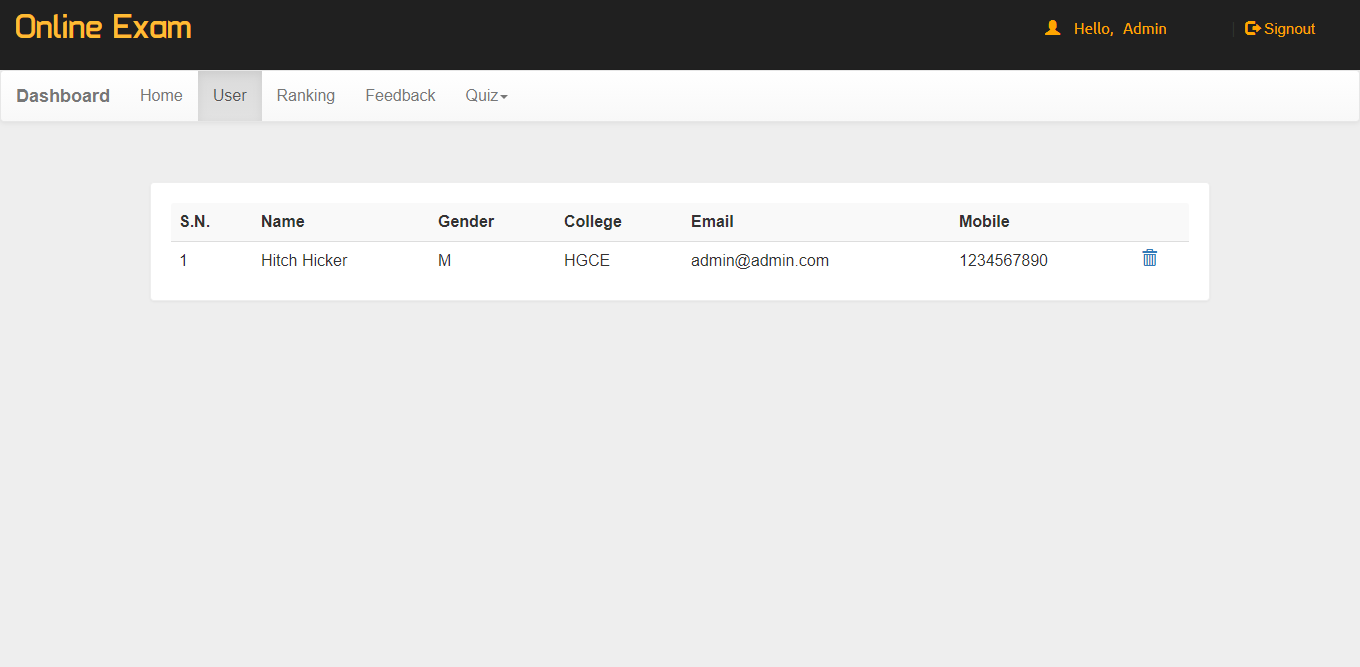 Online Exam
Hello, Admin | Signout
Dashboard Home User Ranking Feedback Quiz
S.N. Name Gender College Email Mobile
1 Hitch Hicker M HGCE admin@admin.com 1234567890